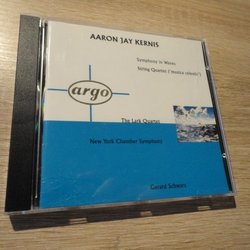 AARON JAY KERNIS
Symphony in Waves
String Quartet ("musica celestis")
argo
The Lark Quartet
New York Chamber Symphony
Gerard Schwarz